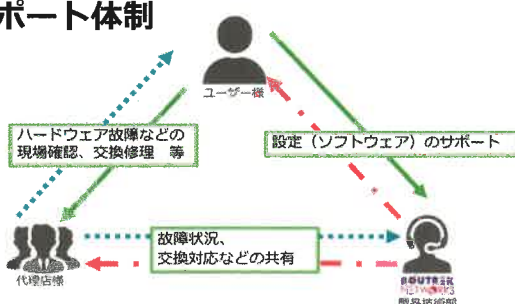 ポート体制
ユーザー様
ハードウェア故障などの
現場確認、交換修理 等
設定（ソフトウェア）のサポート
故障状況、
交換対応などの共有
代理店様
NETWORKS